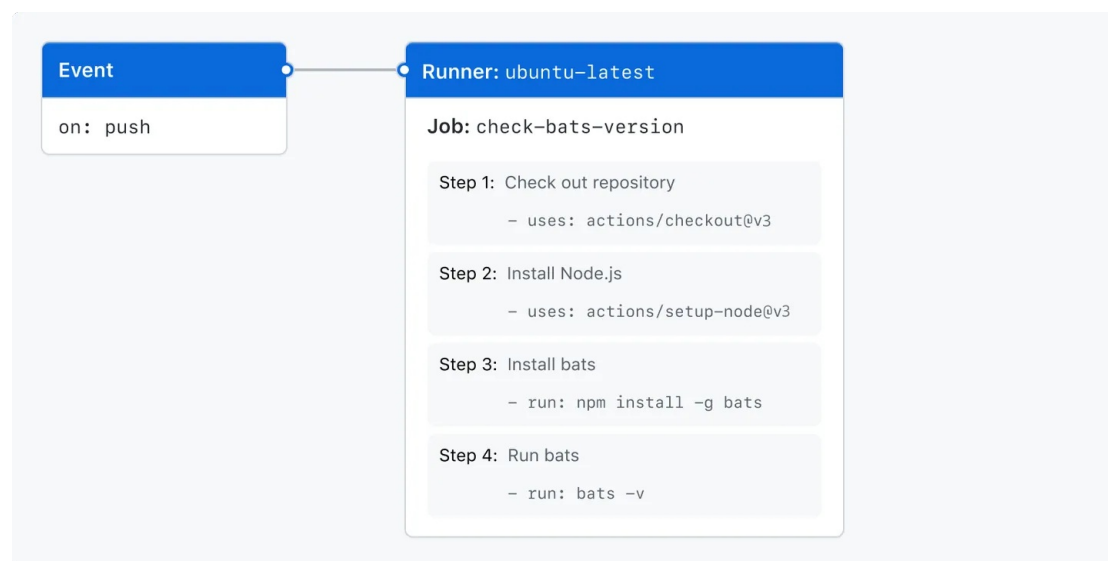 Event
on: push
Runner: ubuntu-latest
Job: check-bats-version
Step 1: Check out repository
- uses: actions/checkout@v3
Step 2: Install Node.js
- uses: actions/setup-node@v3
Step 3: Install bats
- run: npm install -g bats
Step 4: Run bats
- run: bats -v